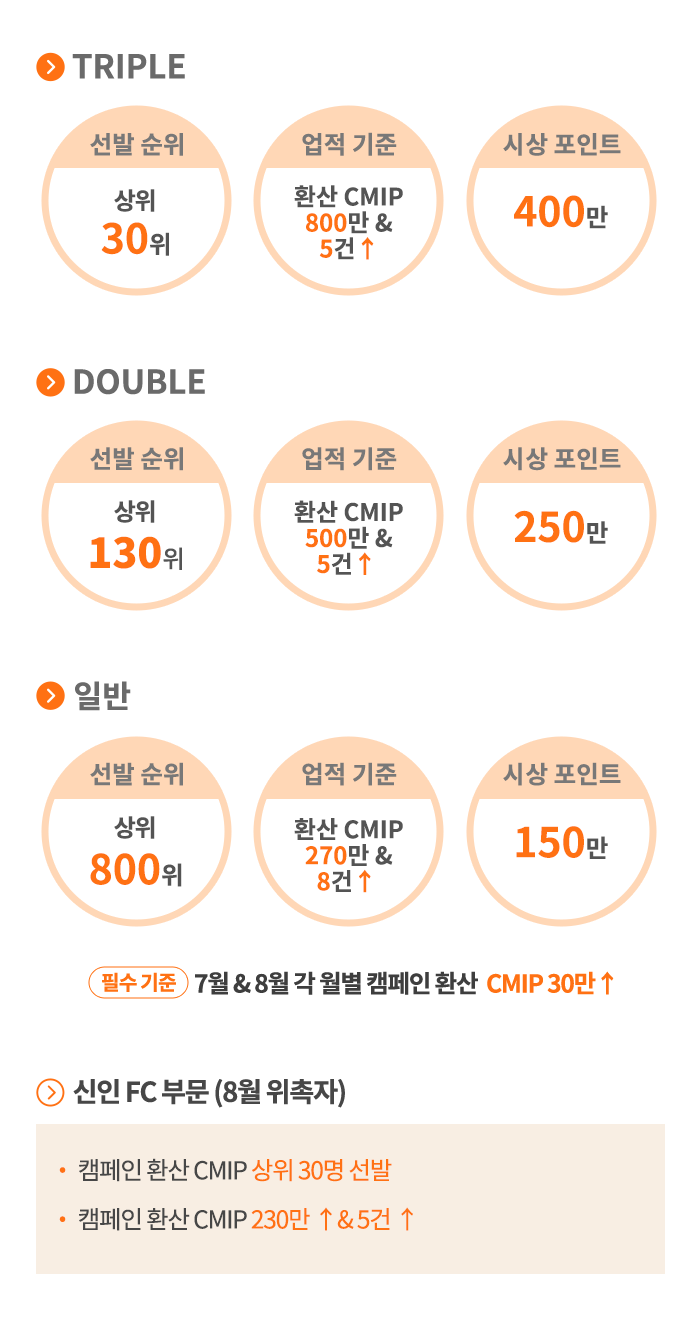 TRIPLE
선발 순위
상위
30위
업적 기준
환산 CMIP
800만 &
5건 ↑
시상 포인트
400만
DOUBLE
선발 순위
상위
130위
업적 기준
환산 CMIP
500만 &
5건 ↑
시상 포인트
250만
일반
선발 순위
상위
800위
업적 기준
환산 CMIP
270만 &
8건 ↑
시상 포인트
150만
필수 기준 7월 & 8월 각 월별 캠페인 환산 CMIP 30만 ↑
신인 FC 부문 (8월 위촉자)
• 캠페인 환산 CMIP 상위 30명 선발
• 캠페인 환산 CMIP 230만 ↑ & 5건 ↑